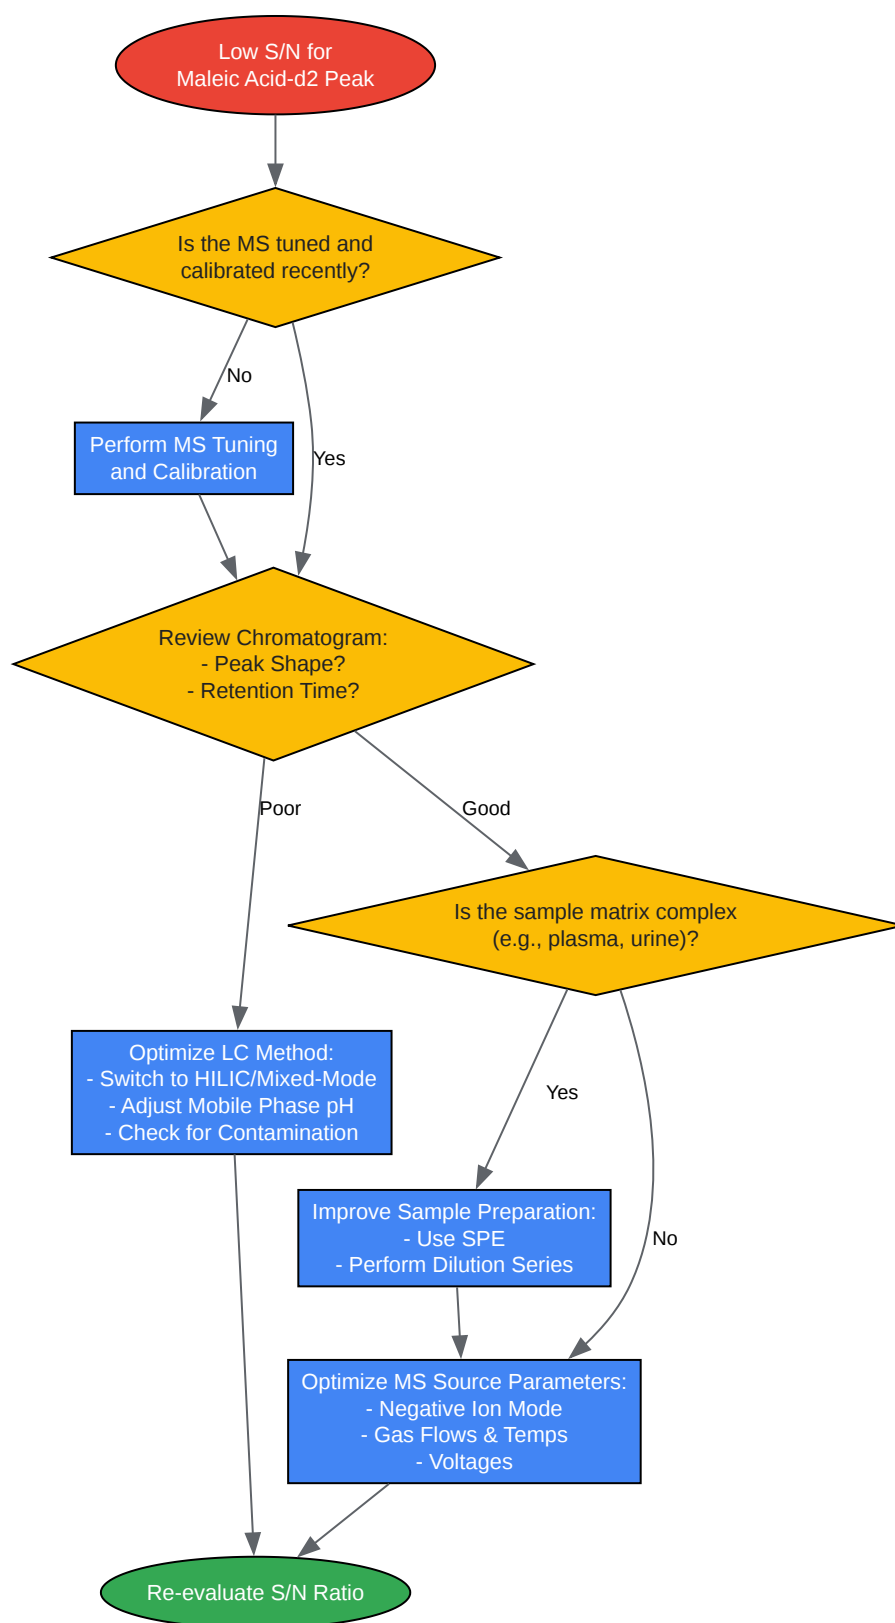 Low S/N for
Maleic Acid-d2 Peak
Is the MS tuned and
calibrated recently?
No
Yes
Perform MS Tuning
and Calibration
Review Chromatogram:
- Peak Shape?
- Retention Time?
Poor
Good
Is the sample matrix complex
(e.g., plasma, urine)?
Optimize LC Method:
- Switch to HILIC/Mixed-Mode
- Adjust Mobile Phase pH
- Check for Contamination
Yes
Improve Sample Preparation:
- Use SPE
- Perform Dilution Series
No
Optimize MS Source Parameters:
- Negative Ion Mode
- Gas Flows & Temps
- Voltages
Re-evaluate S/N Ratio